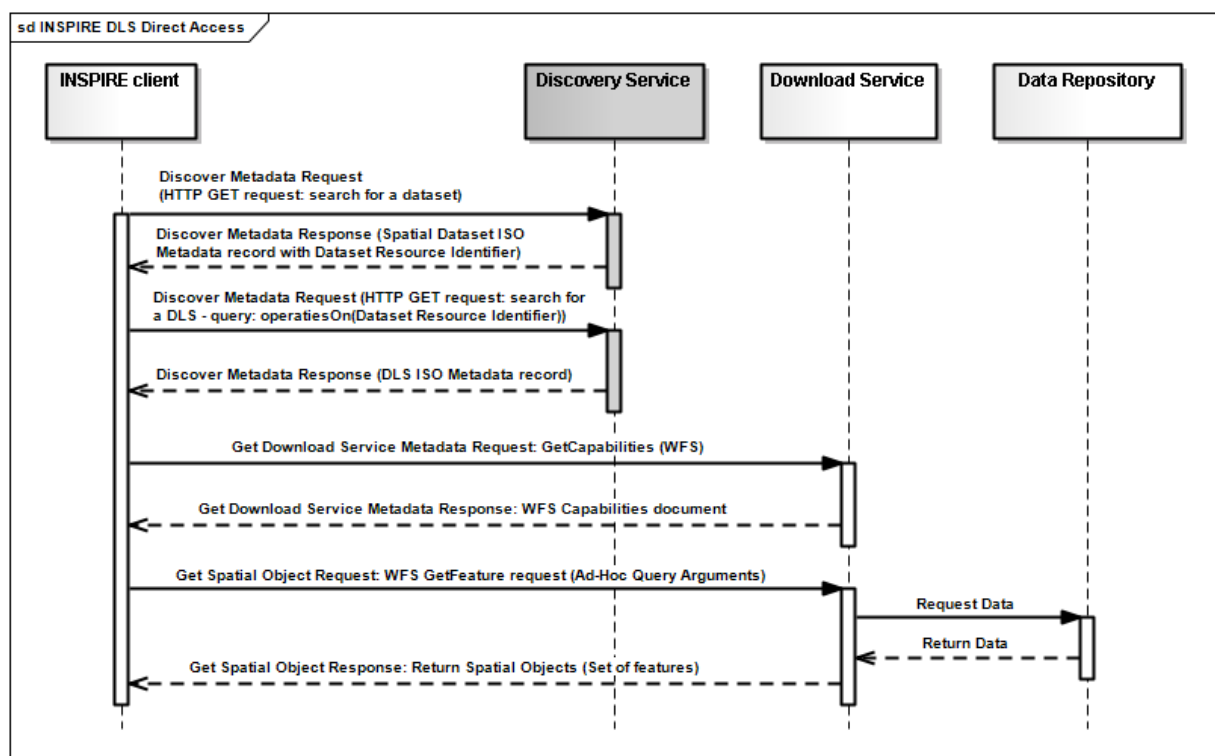 sd INSPIRE DLS Direct Access
INSPIRE client
Discovery Service
Download Service
Data Repository
Discover Metadata Request
(HTTP GET request: search for a dataset)
Discover Metadata Response (Spatial Dataset ISO
Metadata record with Dataset Resource Identifier)
Discover Metadata Request (HTTP GET request: search for
a DLS - query: operatiesOn(Dataset Resource Identifier))
Discover Metadata Response (DLS ISO Metadata record)
Get Download Service Metadata Request: GetCapabilities (WFS)
Get Download Service Metadata Response: WFS Capabilities document
Get Spatial Object Request: WFS GetFeature request (Ad-Hoc Query Arguments)
Request Data
Return Data
Get Spatial Object Response: Return Spatial Objects (Set of features)